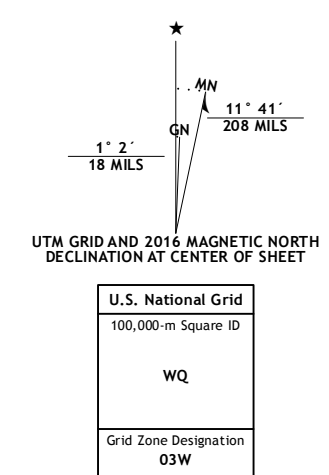 MN
11° 41´
208 MILS
GN
1° 2´
18 MILS
UTM GRID AND 2016 MAGNETIC NORTH
DECLINATION AT CENTER OF SHEET
U.S. National Grid
100,000-m Square ID
WQ
Grid Zone Designation
03W